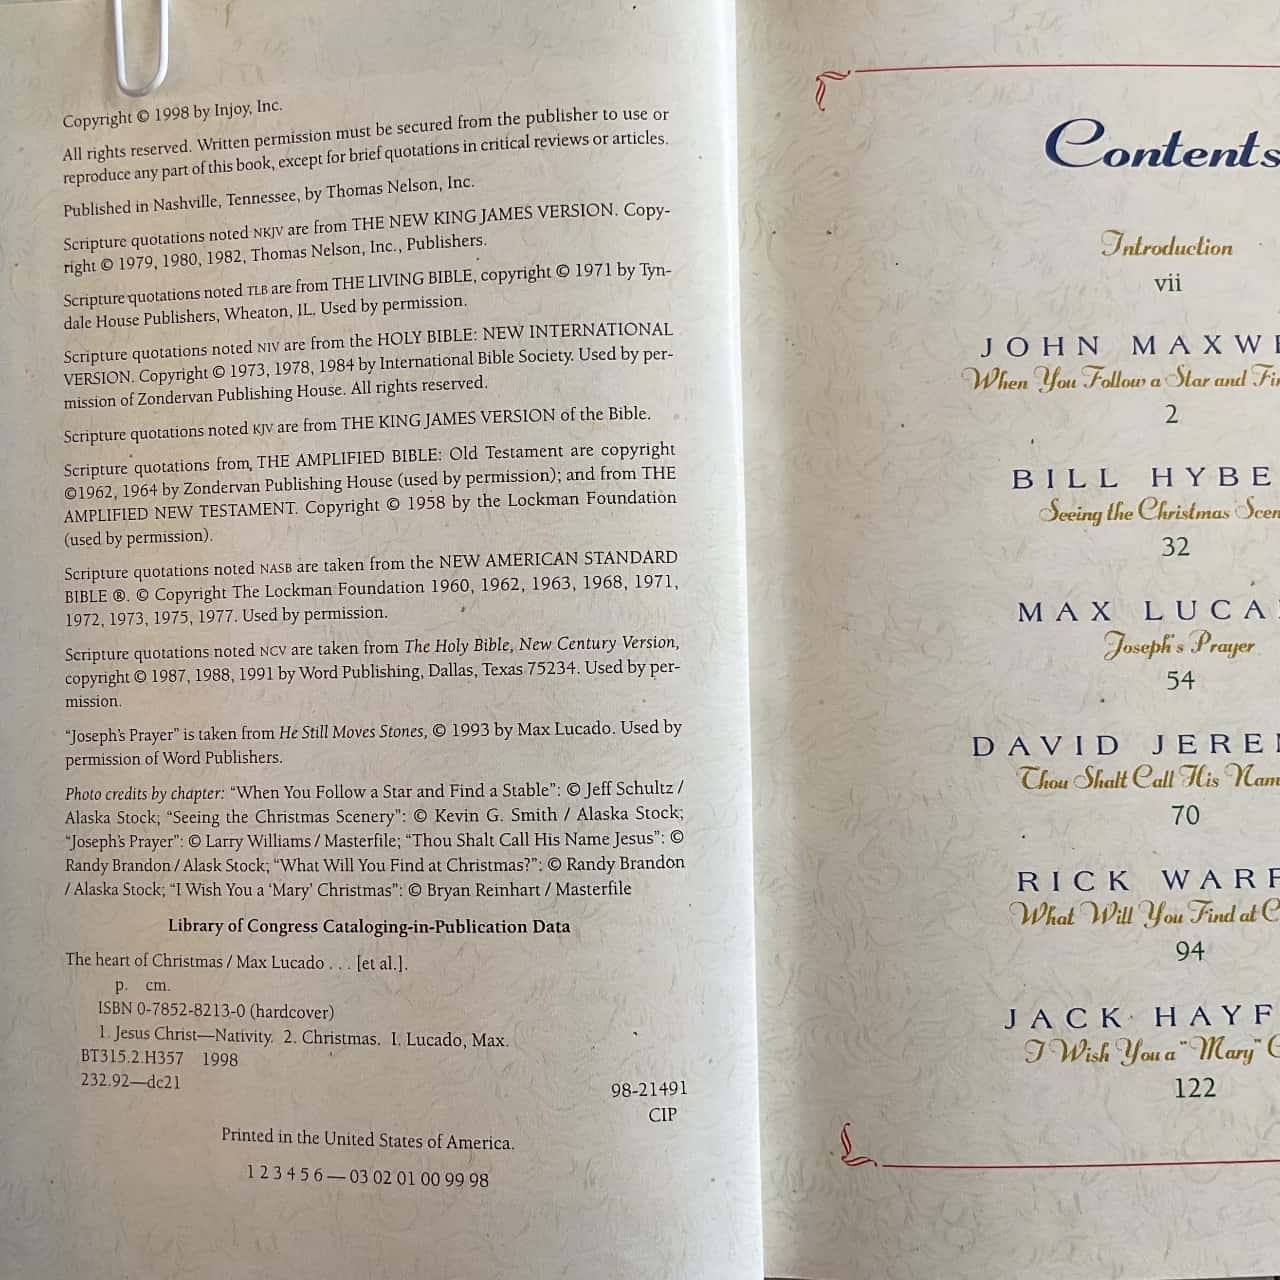 Copyright © 1998 by Injoy, Inc.
All rights reserved. Written permission must be secured from the publisher to use or
reproduce any part of this book, except for brief quotations in critical reviews or articles.
Published in Nashville, Tennessee, by Thomas Nelson, Inc.
Scripture quotations noted NKJV are from THE NEW KING JAMES VERSION. Copy-
right © 1979, 1980, 1982, Thomas Nelson, Inc., Publishers.
Scripture quotations noted TLB are from THE LIVING BIBLE, copyright © 1971 by Tyn-
dale House Publishers, Wheaton, IL. Used by permission.
Scripture quotations noted NIV are from the HOLY BIBLE: NEW INTERNATIONAL
VERSION. Copyright © 1973, 1978, 1984 by International Bible Society. Used by per-
mission of Zondervan Publishing House. All rights reserved.
Scripture quotations noted KJV are from THE KING JAMES VERSION of the Bible.
Scripture quotations from THE AMPLIFIED BIBLE: Old Testament are copyright
©1962, 1964 by Zondervan Publishing House (used by permission); and from THE
AMPLIFIED NEW TESTAMENT. Copyright © 1958 by the Lockman Foundation
(used by permission).
Scripture quotations noted NASB are taken from the NEW AMERICAN STANDARD
BIBLE ®. © Copyright The Lockman Foundation 1960, 1962, 1963, 1968, 1971,
1972, 1973, 1975, 1977. Used by permission.
Scripture quotations noted NCV are taken from The Holy Bible, New Century Version,
copyright © 1987, 1988, 1991 by Word Publishing, Dallas, Texas 75234. Used by per-
mission.
“Joseph’s Prayer” is taken from He Still Moves Stones, © 1993 by Max Lucado. Used by
permission of Word Publishers.
Photo credits by chapter: “When You Follow a Star and Find a Stable”: © Jeff Schultz /
Alaska Stock; “Seeing the Christmas Scenery”: © Kevin G. Smith / Alaska Stock;
“Joseph’s Prayer”: © Larry Williams / Masterfile; “Thou Shalt Call His Name Jesus”: ©
Randy Brandon / Alask Stock; “What Will You Find at Christmas?”: © Randy Brandon
/ Alaska Stock; “I Wish You a ‘Mary’ Christmas”: © Bryan Reinhart / Masterfile
Library of Congress Cataloging-in-Publication Data
The heart of Christmas / Max Lucado . . . [et al.].
p. cm.
ISBN 0-7852-8213-0 (hardcover)
1. Jesus Christ—Nativity. 2. Christmas. I. Lucado, Max.
BT315.2.H357 1998
232.92—dc21
98-21491
CIP
Printed in the United States of America.
1 2 3 4 5 6 — 03 02 01 00 99 98
Contents
Introduction
vii
JOHN MAXWE
When You Follow a Star and Fin
2
BILL HYBE
Seeing the Christmas Scen
32
MAX LUCA
Joseph's Prayer
54
DAVID JERE
Thou Shalt Call His Nam
70
RICK WARR
What Will You Find at C
94
JACK HAYF
I Wish You a "Mary" C
122